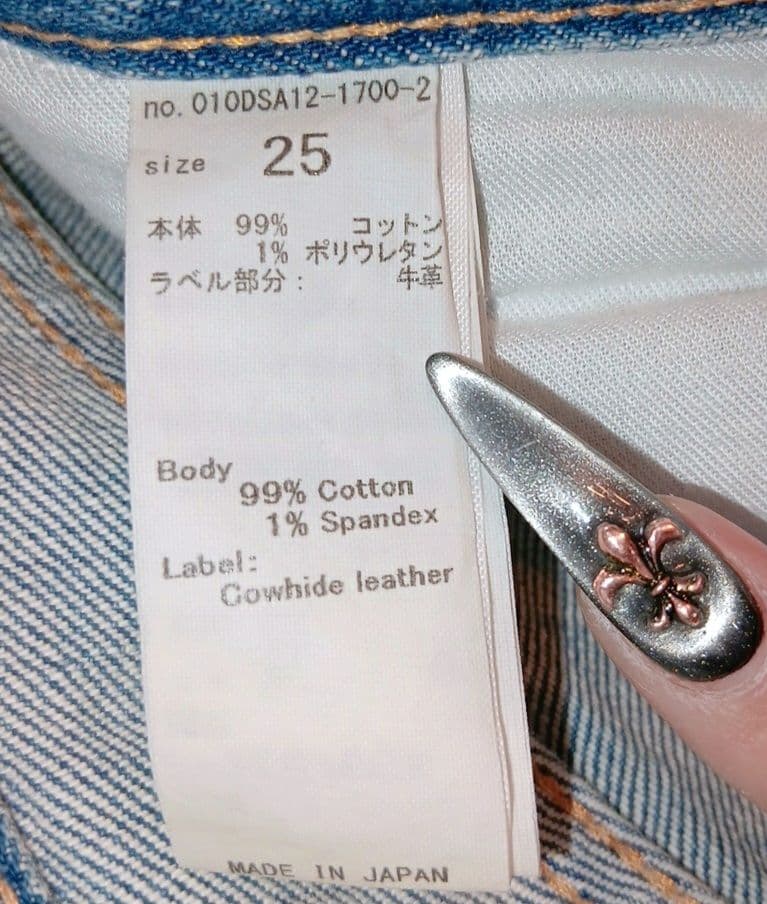 no. 010DSA12-1700-2
size 25
本体 99% コットン
1% ポリウレタン
ラベル部分： 牛革
Body
99% Cotton
1% Spandex
Label:
Cowhide leather
MADE IN JAPAN